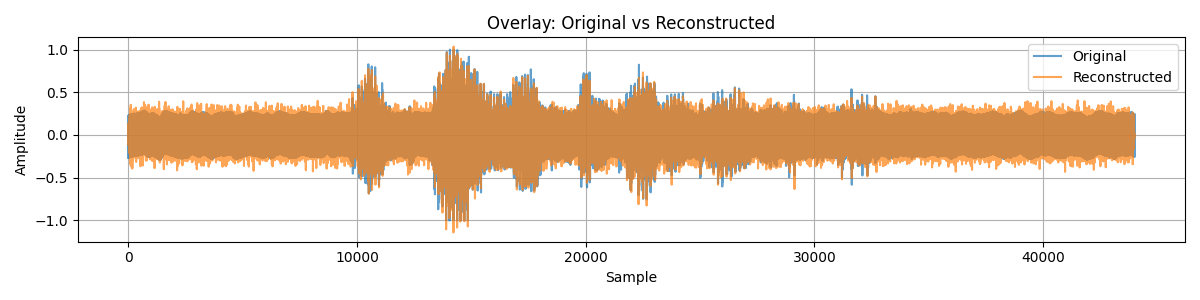 Overlay: Original vs Reconstructed
Original
Reconstructed
Amplitude
1.0
0.5
0.0
−0.5
−1.0
0 10000 20000 30000 40000
Sample